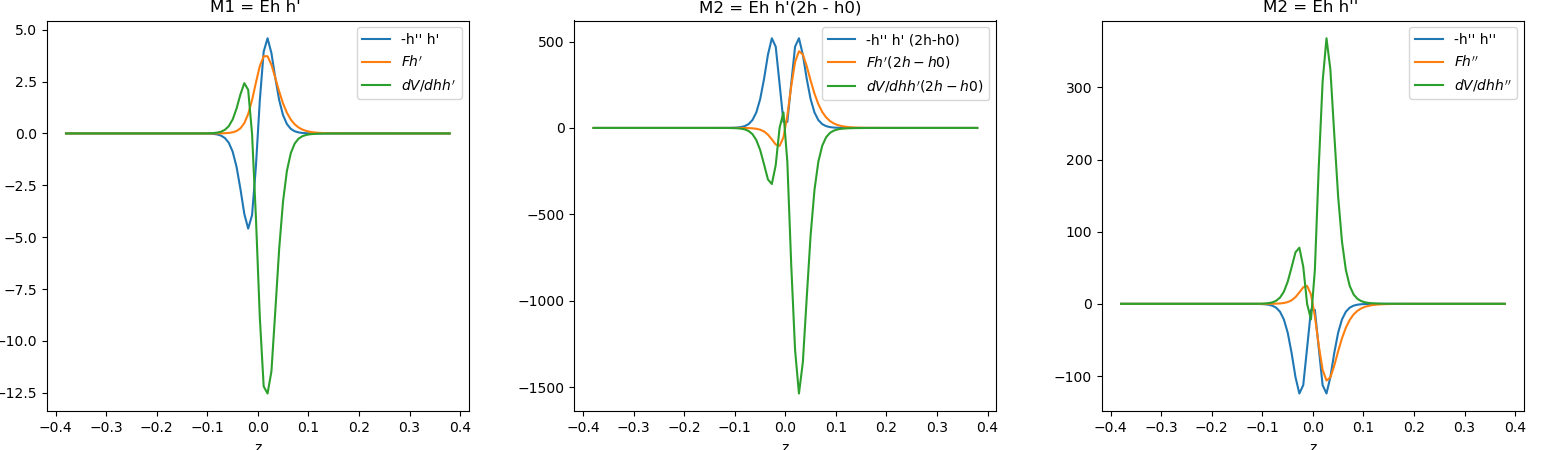 M1 = Eh h'
5.0
2.5
0.0
−2.5
−5.0
−7.5
−10.0
−12.5
-h'' h'
Fh'
dV/dhh'
−0.4 −0.3 −0.2 −0.1 0.0 0.1 0.2 0.3 0.4
z
M2 = Eh h'(2h - h0)
500
0
−500
−1000
−1500
-h'' h' (2h-h0)
Fh'(2h − h0)
dV/dhh'(2h − h0)
−0.4 −0.3 −0.2 −0.1 0.0 0.1 0.2 0.3 0.4
z
M2 = Eh h''
300
200
100
0
−100
-h'' h''
Fh''
dV/dhh''
−0.4 −0.3 −0.2 −0.1 0.0 0.1 0.2 0.3 0.4
z